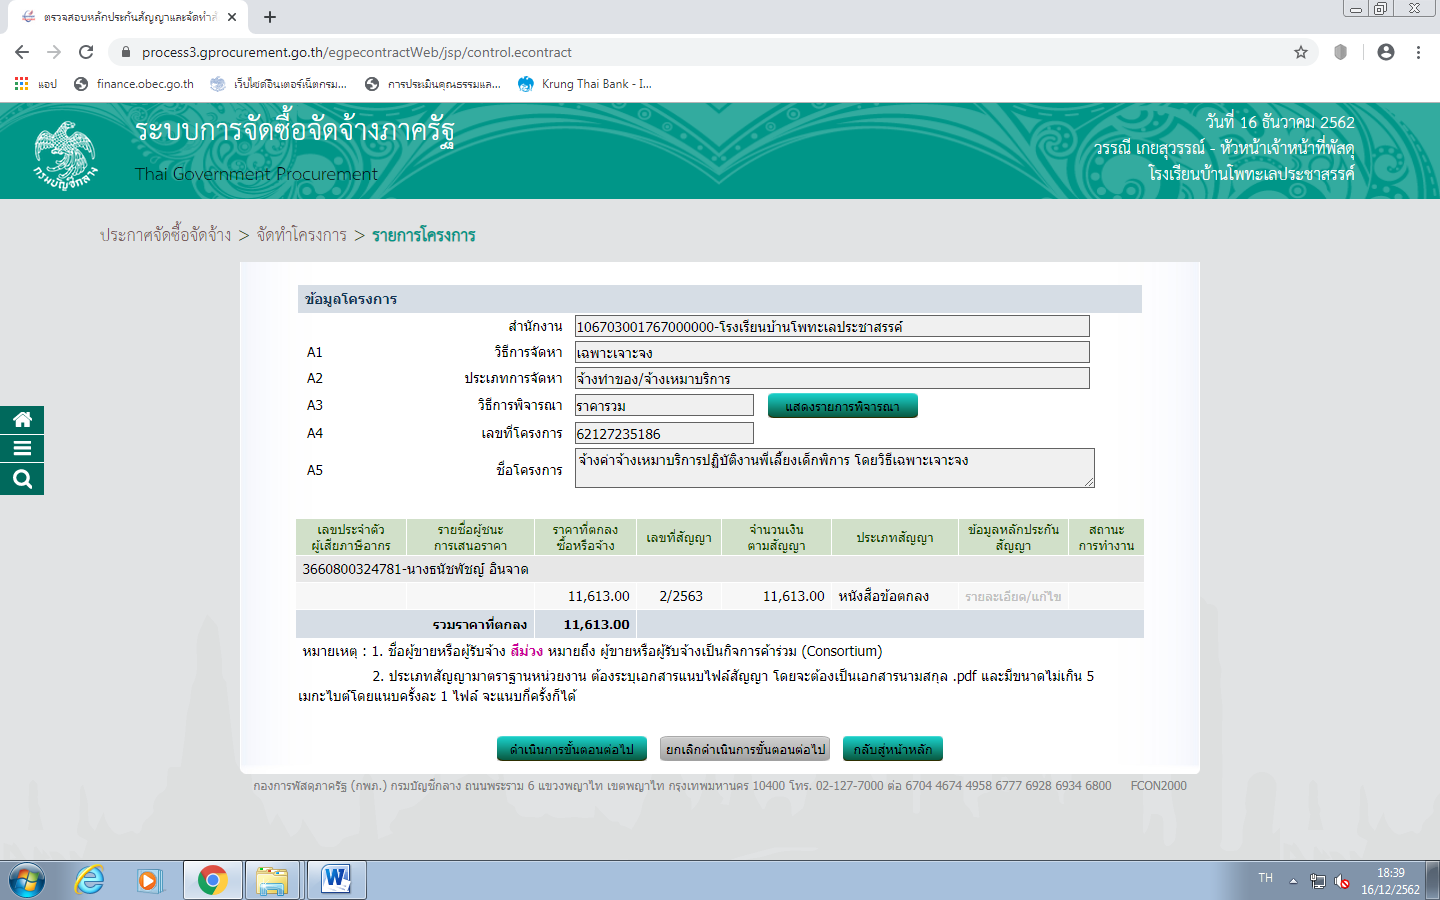 ตรวจสอบหลักประกันสัญญาและจัดทำส
process3.gprocurement.go.th/egpecontractWeb/jsp/control.econtract
แอป finance.obec.go.th เว็บไซต์อินเตอร์เน็ตกรม... การประเมินคุณธรรมแล... Krung Thai Bank - I...
ระบบการจัดซื้อจัดจ้างภาครัฐ
Thai Government Procurement
กรมบัญชีกลาง
วันที่ 16 ธันวาคม 2562
วรรณี เกยสุวรรณ์ - หัวหน้าเจ้าหน้าที่พัสดุ
โรงเรียนบ้านโพทะเลประชาสรรค์
ประกาศจัดซื้อจัดจ้าง > จัดทำโครงการ > รายการโครงการ
ข้อมูลโครงการ
สำนักงาน 106703001767000000-โรงเรียนบ้านโพทะเลประชาสรรค์
A1 วิธีการจัดหา เฉพาะเจาะจง
A2 ประเภทการจัดหา จ้างทำของ/จ้างเหมาบริการ
A3 วิธีการพิจารณา ราคารวม แสดงรายการพิจารณา
A4 เลขที่โครงการ 62127235186
A5 ชื่อโครงการ จ้างค่าจ้างเหมาบริการปฏิบัติงานพี่เลี้ยงเด็กพิการ โดยวิธีเฉพาะเจาะจง
เลขประจำตัว รายชื่อผู้ชนะ ราคาที่ตกลง เลขที่สัญญา จำนวนเงิน ประเภทสัญญา ข้อมูลหลักประกัน สถานะ
ผู้เสียภาษีอากร การเสนอราคา ซื้อหรือจ้าง ตามสัญญา สัญญา การทำงาน
3660800324781-นางธนัชพัชญ์ อินจาด
11,613.00 2/2563 11,613.00 หนังสือข้อตกลง รายละเอียด/แก้ไข
รวมราคาที่ตกลง 11,613.00
หมายเหตุ : 1. ชื่อผู้ขายหรือผู้รับจ้าง สีม่วง หมายถึง ผู้ขายหรือผู้รับจ้างเป็นกิจการค้าร่วม (Consortium)
2. ประเภทสัญญามาตราฐานหน่วยงาน ต้องระบุเอกสารแนบไฟล์สัญญา โดยจะต้องเป็นเอกสารนามสกุล .pdf และมีขนาดไม่เกิน 5
เมกะไบต์โดยแนบครั้งละ 1 ไฟล์ จะแนบกี่ครั้งก็ได้
ดำเนินการขั้นตอนต่อไป ยกเลิกดำเนินการขั้นตอนต่อไป กลับสู่หน้าหลัก
กองการพัสดุภาครัฐ (กพภ.) กรมบัญชีกลาง ถนนพระราม 6 แขวงพญาไท เขตพญาไท กรุงเทพมหานคร 10400 โทร. 02-127-7000 ต่อ 6704 4674 4958 6777 6928 6934 6800 FCON2000
TH 18:39
16/12/2562